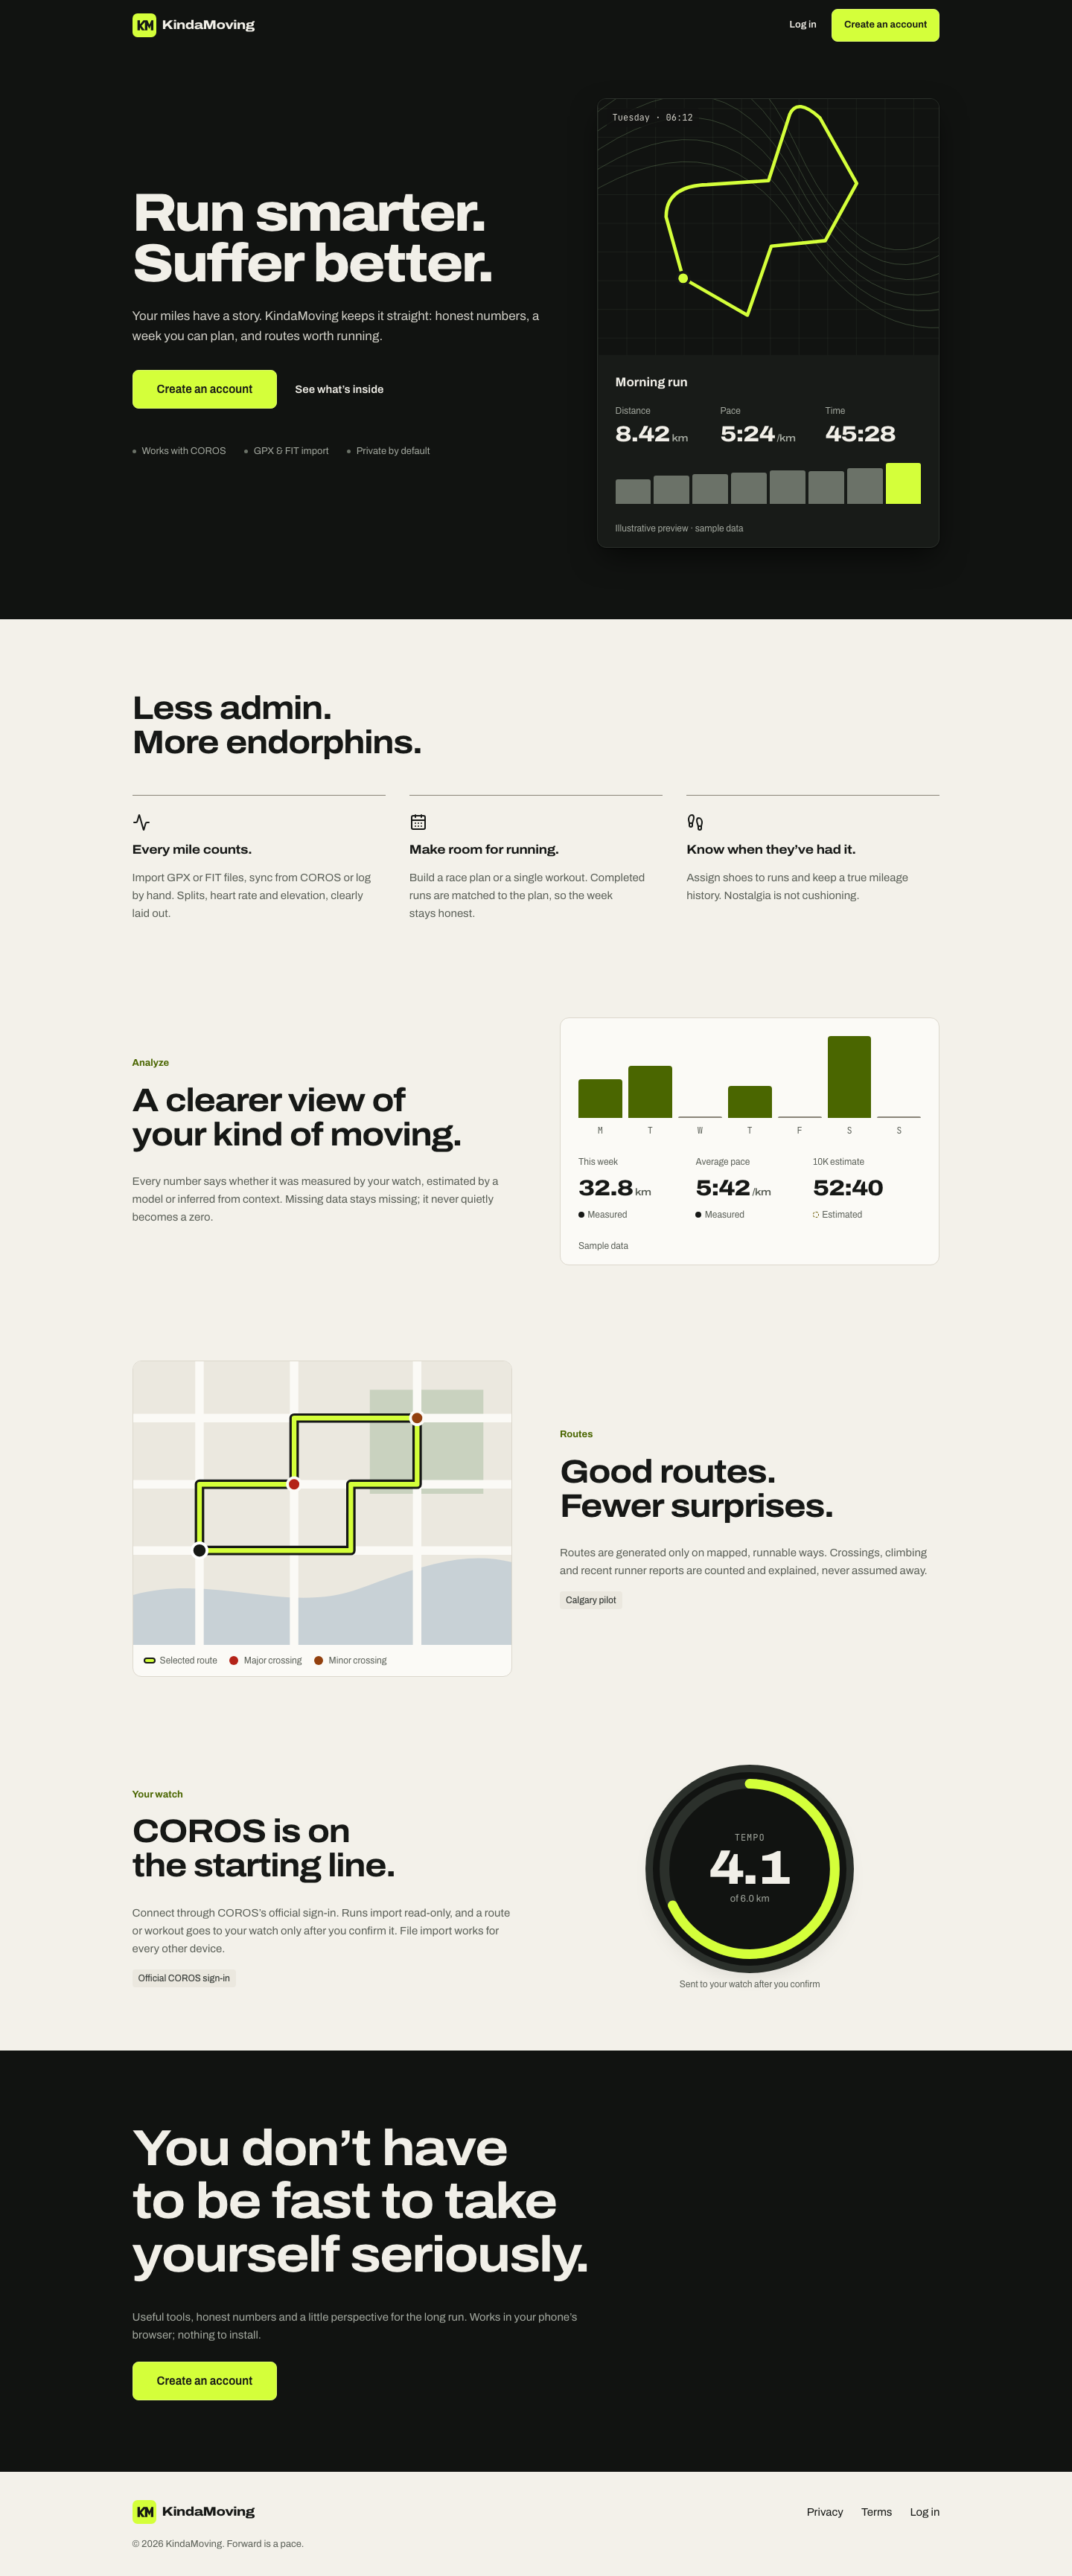 KM KindaMoving
Log in
Create an account
Run smarter.
Suffer better.
Your miles have a story. KindaMoving keeps it straight: honest numbers, a
week you can plan, and routes worth running.
Create an account
See what’s inside
Works with COROS
GPX & FIT import
Private by default
Tuesday · 06:12
Morning run
Distance
Pace
Time
8.42 km
5:24 /km
45:28
Illustrative preview · sample data
Less admin.
More endorphins.
Every mile counts.
Import GPX or FIT files, sync from COROS or log
by hand. Splits, heart rate and elevation, clearly
laid out.
Make room for running.
Build a race plan or a single workout. Completed
runs are matched to the plan, so the week
stays honest.
Know when they’ve had it.
Assign shoes to runs and keep a true mileage
history. Nostalgia is not cushioning.
Analyze
A clearer view of
your kind of moving.
Every number says whether it was measured by your watch, estimated by a
model or inferred from context. Missing data stays missing; it never quietly
becomes a zero.
M T W T F S S
This week
Average pace
10K estimate
32.8 km
5:42 /km
52:40
Measured
Measured
Estimated
Sample data
Selected route
Major crossing
Minor crossing
Routes
Good routes.
Fewer surprises.
Routes are generated only on mapped, runnable ways. Crossings, climbing
and recent runner reports are counted and explained, never assumed away.
Calgary pilot
Your watch
COROS is on
the starting line.
Connect through COROS’s official sign-in. Runs import read-only, and a route
or workout goes to your watch only after you confirm it. File import works for
every other device.
Official COROS sign-in
TEMPO
4.1
of 6.0 km
Sent to your watch after you confirm
You don’t have
to be fast to take
yourself seriously.
Useful tools, honest numbers and a little perspective for the long run. Works in your phone’s
browser; nothing to install.
Create an account
KM KindaMoving
Privacy
Terms
Log in
© 2026 KindaMoving. Forward is a pace.